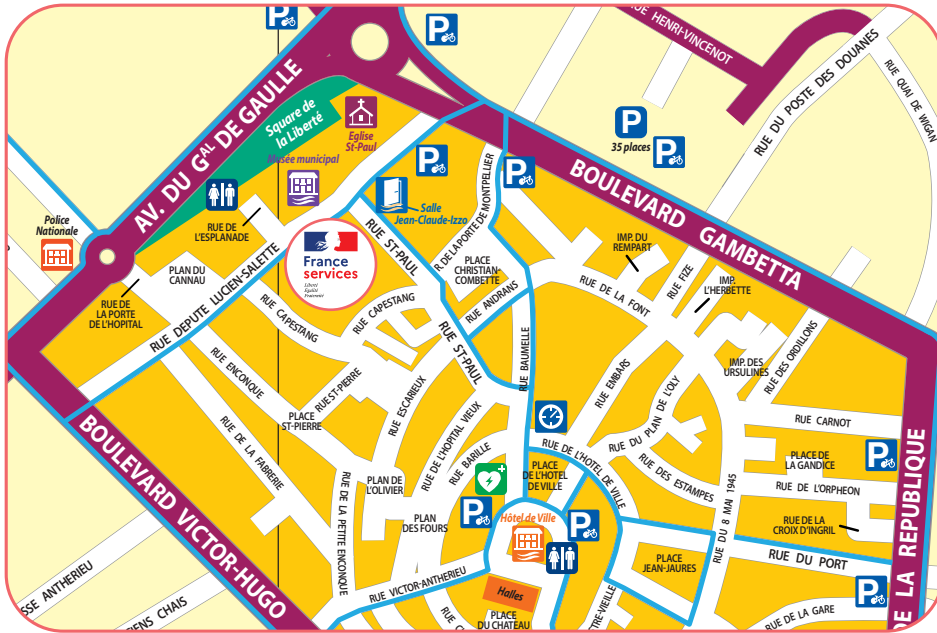 P
P
RUE HENRI-VINCENOT
RUE DU POSTE DES DOUANES
RUE QUAI DE WIGAN
AV. DU GAL DE GAULLE
Square de
la Liberté
Eglise
St-Paul
Musée municipal
P
P
P
35 places
P
BOULEVARD GAMBETTA
Police
Nationale
RUE DE
L'ESPLANADE
Salle
Jean-Claude-Izzo
R. DE LA PORTE DE MONTPELLIER
RUE ST-PAUL
France
services
Liberté
Égalité
Fraternité
PLAN DU
CANNAU
RUE DE
LA PORTE
DE L'HOPITAL
RUE DEPUTE LUCIEN-SALETTE
PLACE
CHRISTIAN-
COMBETTE
IMP. DU
REMPART
RUE FIZE
IMP.
L'HERBETTE
RUE DE LA FONT
RUE ANDRANS
RUE CAPESTANG
RUE CAPESTANG
RUE ST-PAUL
RUE BAUMELLE
RUE EMBARS
IMP. DES
URSULINES
RUE DES ORDILLONS
RUE ENCONQUE
RUE ST-PIERRE
PLACE
ST-PIERRE
RUE ESCARIEUX
RUE DE L'HOPITAL VIEUX
RUE BARILLE
RUE DU PLAN DE L'OLY
RUE CARNOT
RUE DE LA FABRERIE
RUE DE L'HOTEL DE VILLE
RUE DES ESTAMPES
PLACE DE
LA GANDICE
P
PLACE
DE L'HOTEL
DE VILLE
PLAN DE
L'OLIVIER
RUE DE LA PETITE ENCONQUE
RUE DU 8 MAI 1945
RUE DE L'ORPHEON
BOULEVARD VICTOR-HUGO
PLAN
DES FOURS
P
Hôtel de Ville
P
RUE DE LA
CROIX D'INGRIL
DE LA REPUBLIQUE
PLACE
JEAN-JAURES
RUE DU PORT
RUE VICTOR-ANTHERIEU
Halles
P
SSE ANTHERIEU
ENS CHAIS
RUE C
PLACE
DU CHATEAU
TRE-VIEILLE
RUE DE LA GARE